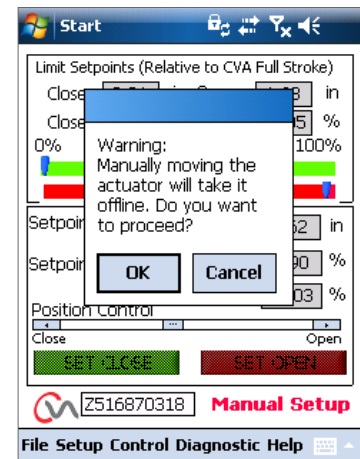 Start
Limit Setpoints (Relative to CVA Full Stroke)
Close in
Close %
0% 100%
Warning:
Manually moving the
actuator will take it
offline. Do you want
to proceed?
OK Cancel
in
%
%
Position Control
Close Open
SET CLOSE SET OPEN
Z516870318 Manual Setup
File Setup Control Diagnostic Help